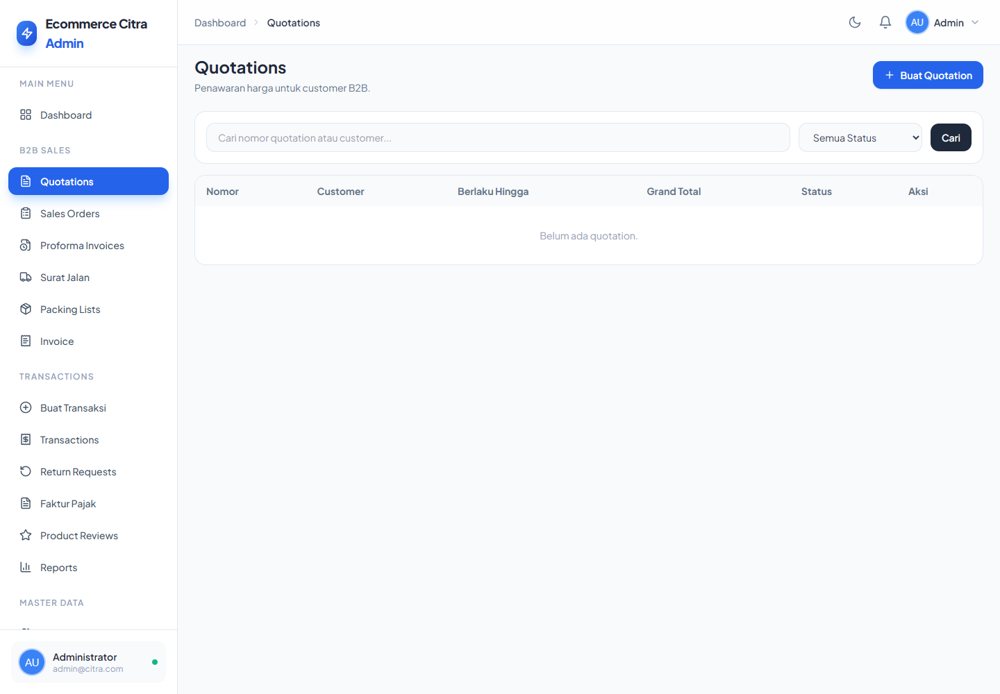 Ecommerce Citra
Admin
MAIN MENU
Dashboard
B2B SALES
Quotations
Sales Orders
Proforma Invoices
Surat Jalan
Packing Lists
Invoice
TRANSACTIONS
Buat Transaksi
Transactions
Return Requests
Faktur Pajak
Product Reviews
Reports
MASTER DATA
AU Administrator
admin@citra.com
Dashboard Quotations
AU Admin
Quotations
Penawaran harga untuk customer B2B.
Buat Quotation
Cari nomor quotation atau customer... Semua Status Cari
Nomor Customer Berlaku Hingga Grand Total Status Aksi
Belum ada quotation.